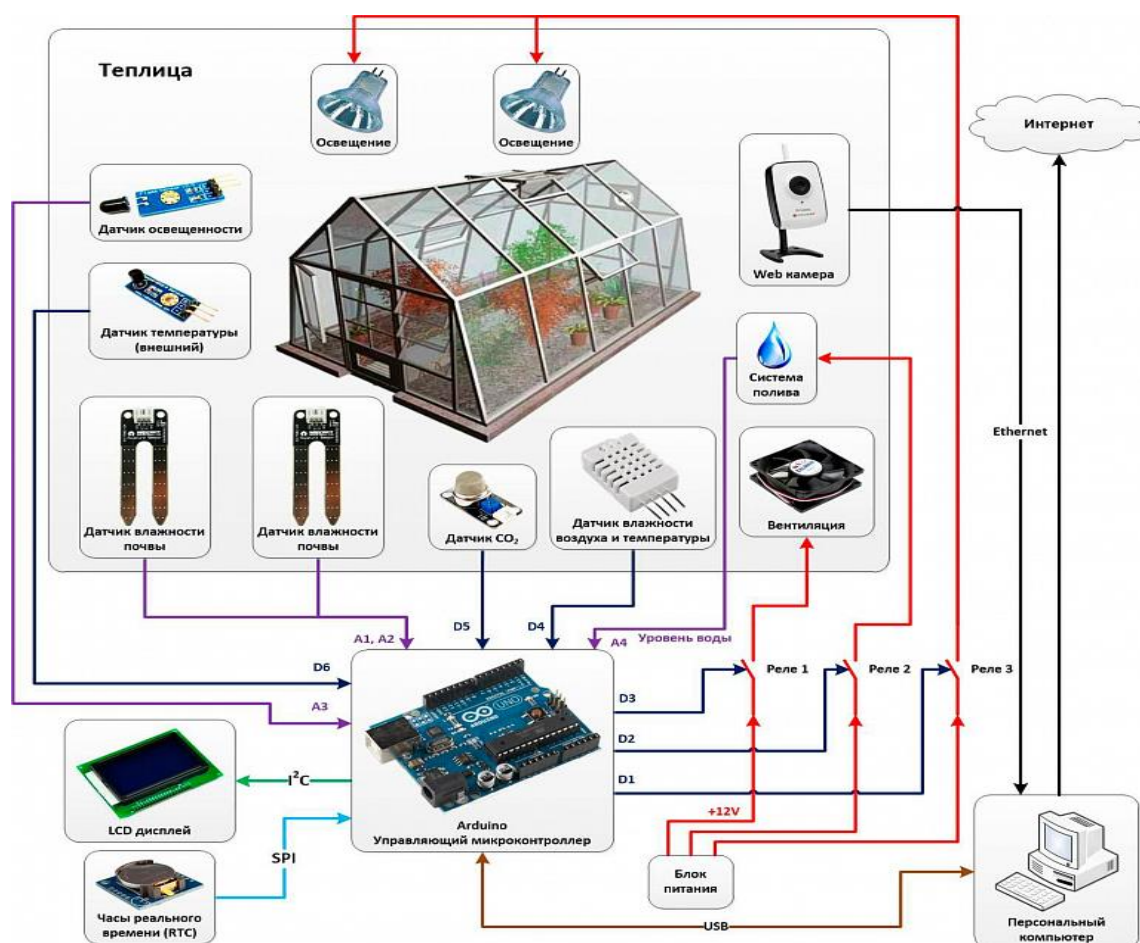 Теплица
Освещение
Освещение
Интернет
Датчик освещенности
Web камера
Датчик температуры
(внешний)
Система
полива
Ethernet
Датчик влажности
почвы
Датчик влажности
почвы
Датчик CO₂
Датчик влажности
воздуха и температуры
Вентиляция
A1, A2
D5
D4
A4
Уровень воды
D6
A3
D3
Реле 1
Реле 2
Реле 3
D2
D1
ARDUINO
UNO
I²C
LCD дисплей
Arduino
Управляющий микроконтроллер
+12V
SPI
Блок
питания
Часы реального
времени (RTC)
USB
Персональный
компьютер